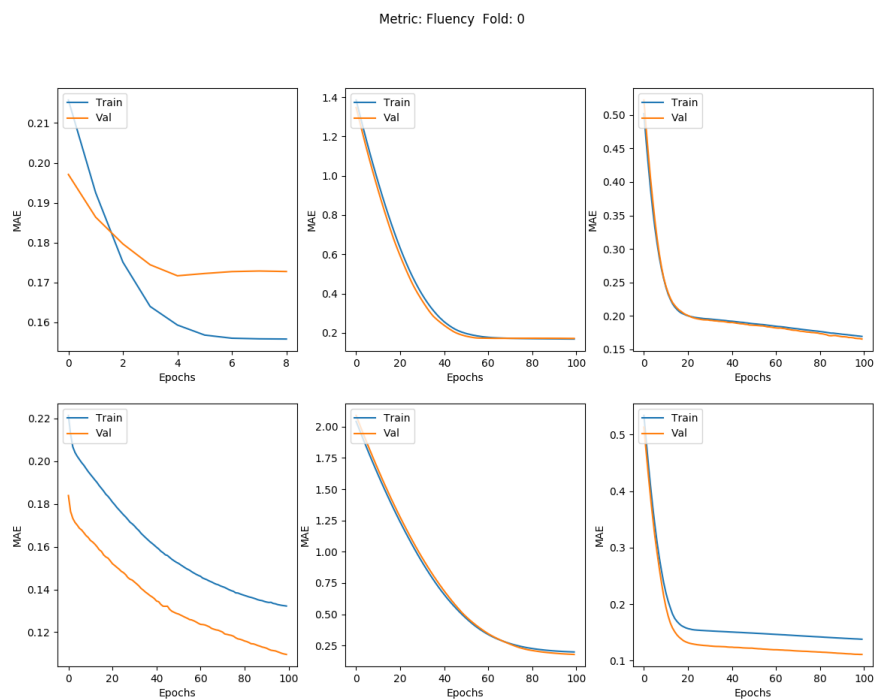 Metric: Fluency  Fold: 0
Train
Val
0.21
0.20
0.19
0.18
0.17
0.16
MAE
0 2 4 6 8
Epochs
Train
Val
1.4
1.2
1.0
0.8
0.6
0.4
0.2
MAE
0 20 40 60 80 100
Epochs
Train
Val
0.50
0.45
0.40
0.35
0.30
0.25
0.20
0.15
MAE
0 20 40 60 80 100
Epochs
Train
Val
0.22
0.20
0.18
0.16
0.14
0.12
MAE
0 20 40 60 80 100
Epochs
Train
Val
2.00
1.75
1.50
1.25
1.00
0.75
0.50
0.25
MAE
0 20 40 60 80 100
Epochs
Train
Val
0.5
0.4
0.3
0.2
0.1
MAE
0 20 40 60 80 100
Epochs